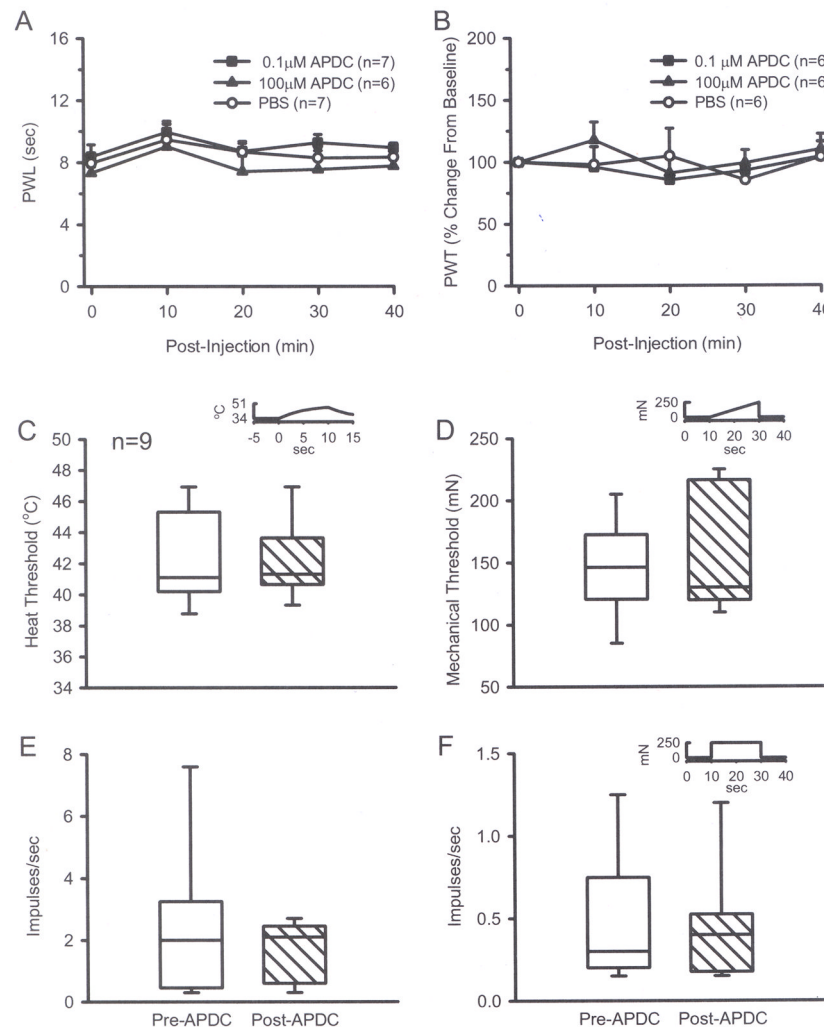 A
16
12
8
4
0
PWL (sec)
0.1µM APDC (n=7)
100µM APDC (n=6)
PBS (n=7)
0 10 20 30 40
Post-Injection (min)
B
200
150
100
50
0
PWT (% Change From Baseline)
0.1 µM APDC (n=6
100µM APDC (n=6
PBS (n=6)
0 10 20 30 40
Post-Injection (min)
C
n=9
°C
51
34
-5 0 5 10 15
sec
50
48
46
44
42
40
38
36
34
Heat Threshold (°C)
D
mN
250
0
0 10 20 30 40
sec
250
200
150
100
50
Mechanical Threshold (mN)
E
8
6
4
2
0
Impulses/sec
Pre-APDC Post-APDC
F
mN
250
0
0 10 20 30 40
sec
1.5
1.0
0.5
0.0
Impulses/sec
Pre-APDC Post-APDC